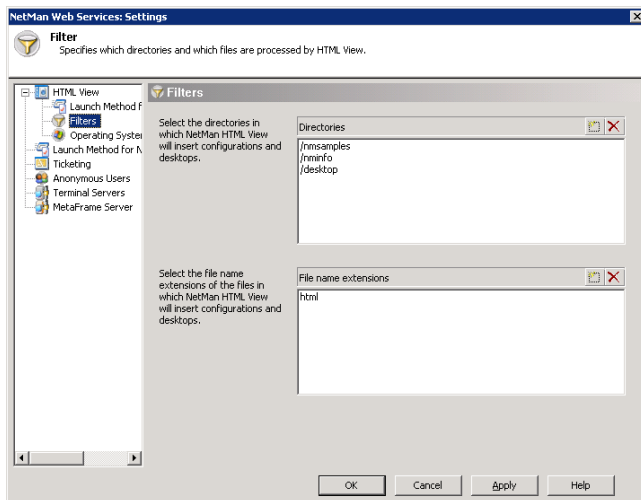 NetMan Web Services: Settings
Filter
Specifies which directories and which files are processed by HTML View.
HTML View
Launch Method f
Filters
Operating Syster
Launch Method for N
Ticketing
Anonymous Users
Terminal Servers
MetaFrame Server
Filters
Select the directories in
which NetMan HTML View
will insert configurations and
desktops.
Directories
/nmsamples
/nminfo
/desktop
Select the file name
extensions of the files in
which NetMan HTML View
will insert configurations and
desktops.
File name extensions
html
OK
Cancel
Apply
Help